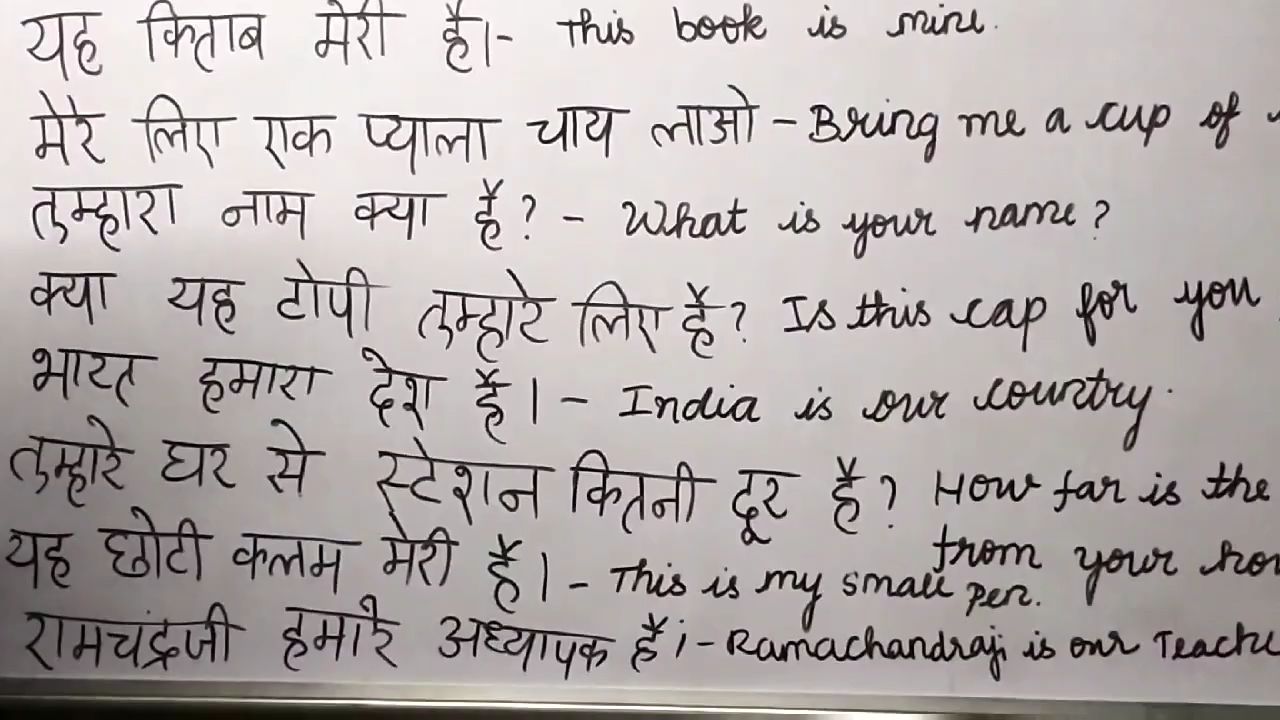 यह किताब मेरी है।- This book is mine.
मेरे लिए एक प्याला चाय लाओ - Bring me a cup of
तुम्हारा नाम क्या है? - What is your name?
क्या यह टोपी तुम्हारे लिए है? Is this cap for you
भारत हमारा देश है। - India is our country.
तुम्हारे घर से स्टेशन कितनी दूर है? How far is the
from your
यह छोटी कलम मेरी है। - This is my small pen.
रामचंद्रजी हमारे अध्यापक हैं।- Ramachandraji is our